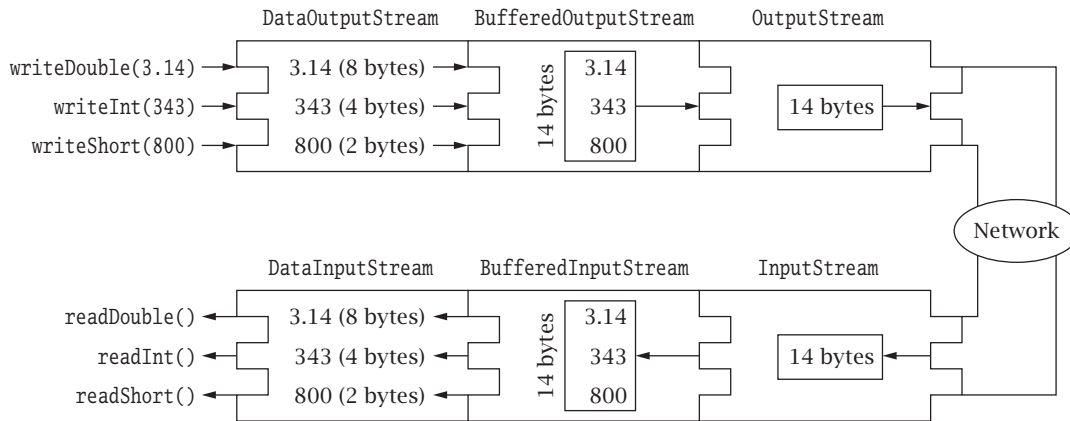 DataOutputStream BufferedOutputStream OutputStream
writeDouble(3.14) 3.14 (8 bytes) 3.14
writeInt(343) 343 (4 bytes) 14 bytes 343 14 bytes
writeShort(800) 800 (2 bytes) 800
Network
DataInputStream BufferedInputStream InputStream
readDouble() 3.14 (8 bytes) 3.14
readInt() 343 (4 bytes) 14 bytes 343 14 bytes
readShort() 800 (2 bytes) 800